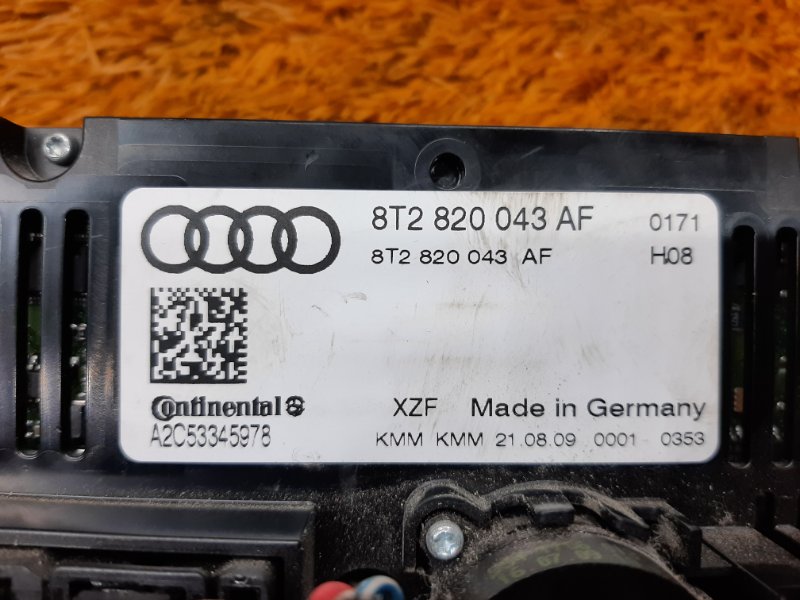 8T2 820 043 AF 0171
8T2 820 043 AF H08
Continental
XZF Made in Germany
A2C53345978
KMM KMM 21.08.09 0001 0353